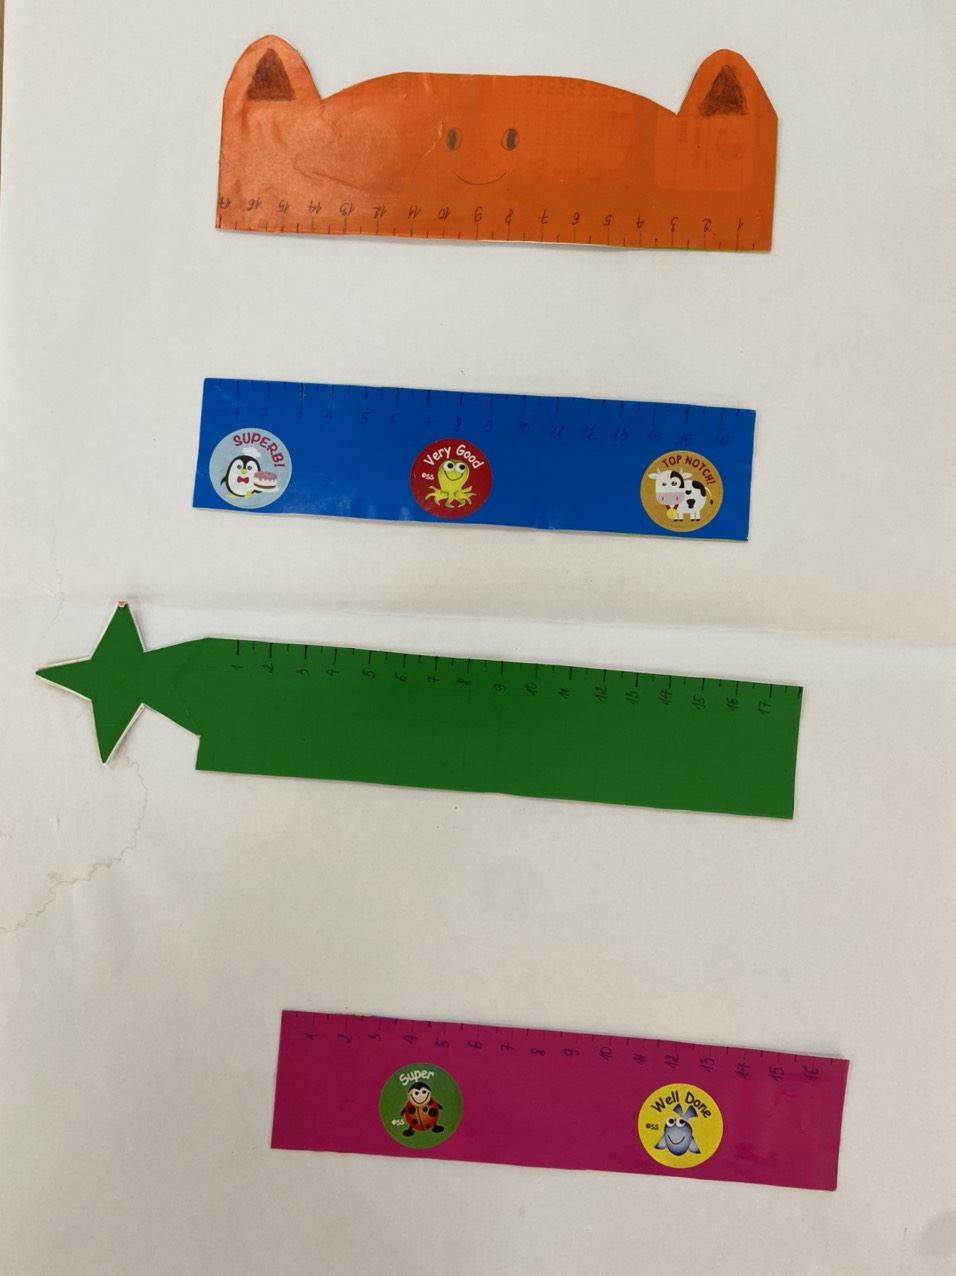 17 16 15 14 13 12 11 10 9 8 7 6 5 4 3 2 1
1 2 3 4 5 6 7 8 9 10 11 12 13 14 15 16
SUPERB!
Very Good
ess
TOP NOTCH!
1 2 3 4 5 6 7 8 9 10 11 12 13 14 15 16 17
1 2 3 4 5 6 7 8 9 10 11 12 13 14 15 16
Super
ess
Well Done
ess